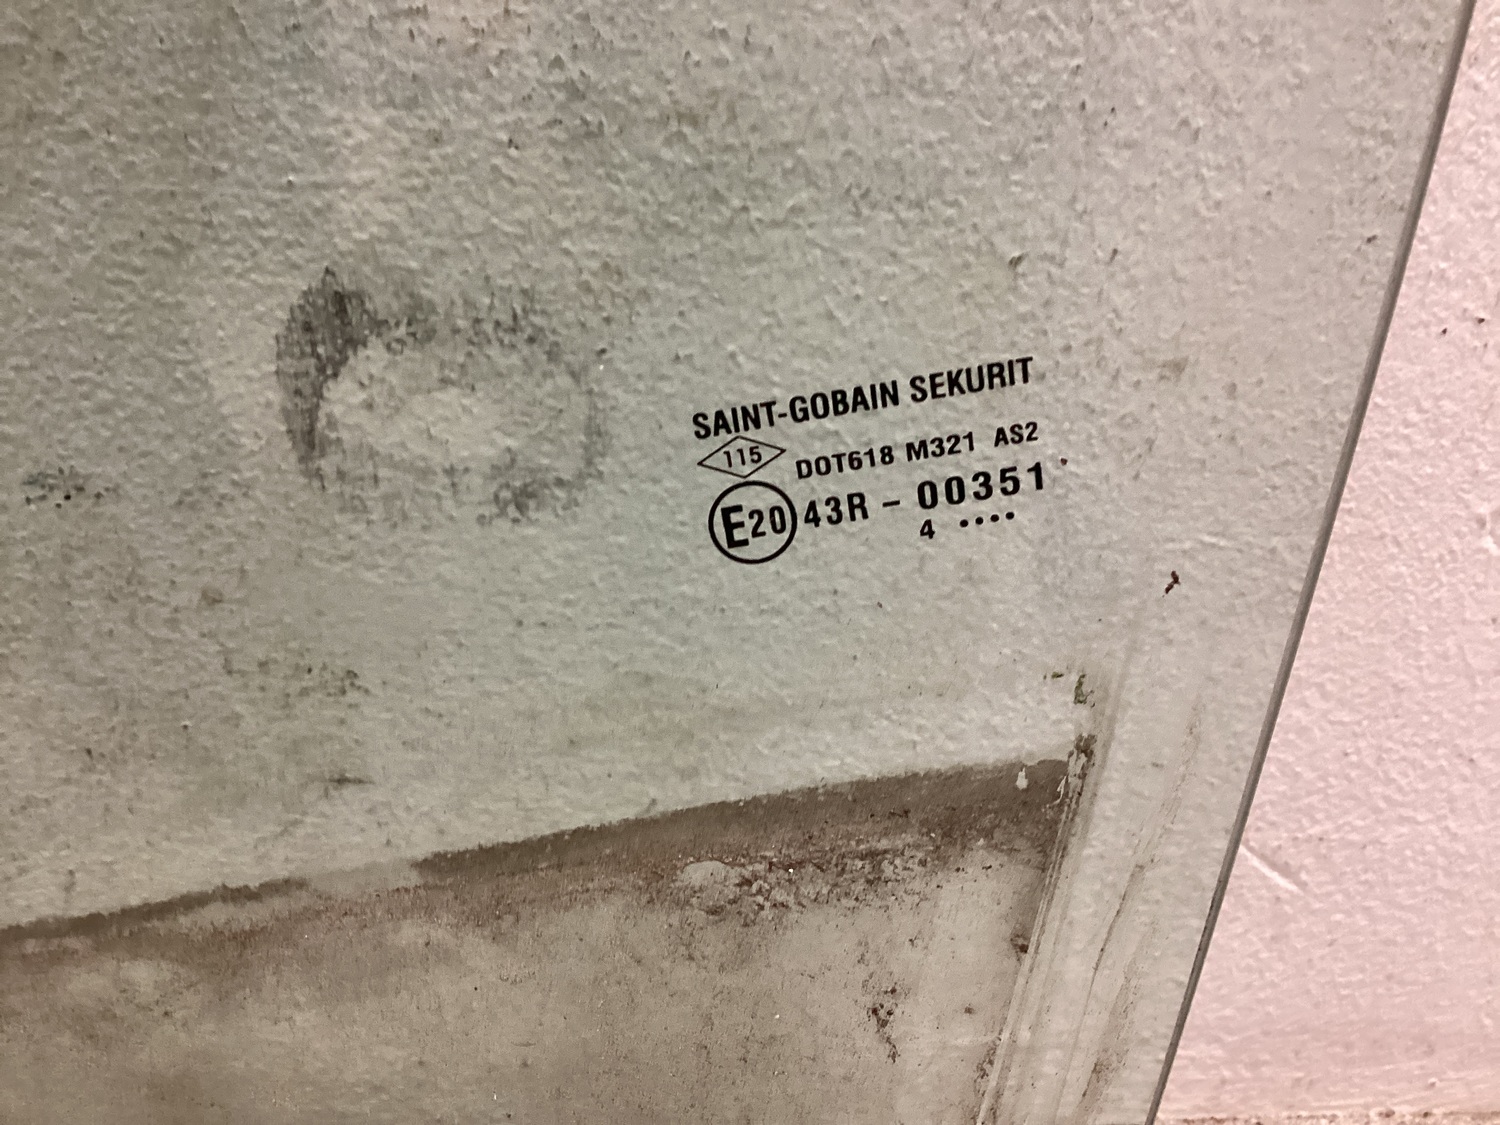 SAINT-GOBAIN SEKURIT
115 DOT618 M321 AS2
E20 43R - 00351
4 ••••